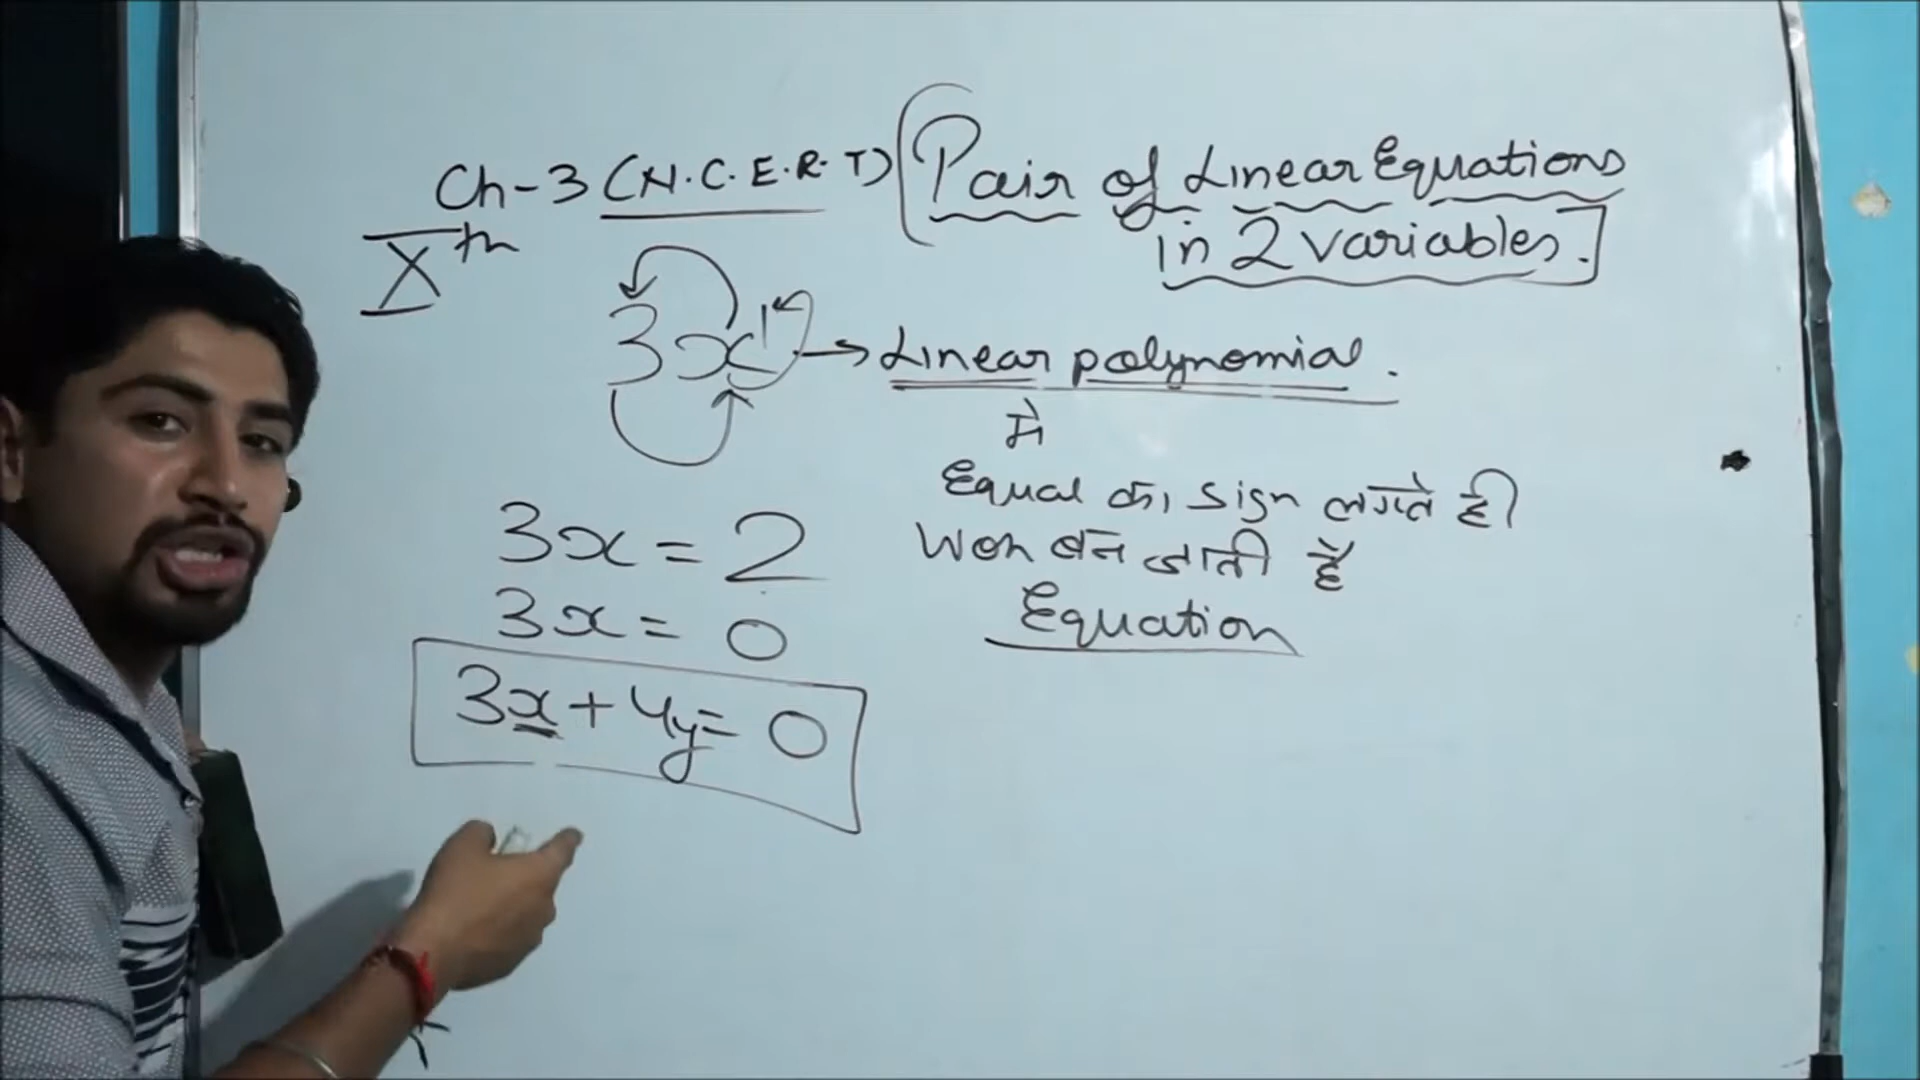 Ch-3 (N.C.E.R.T) (Pair of Linear Equations
in 2 variables.]
Xth
3x¹ → Linear polynomial.
में
Equal का sign लगते ही
3x = 2
Woh बन जाती है
3x = 0
Equation
3x + 4y = 0